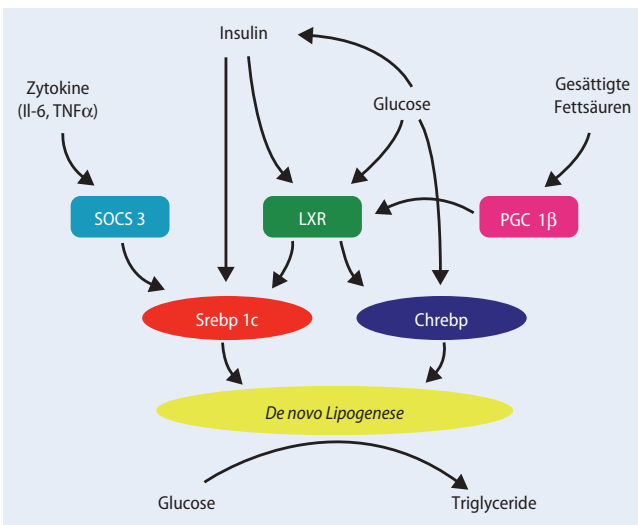 Insulin
Zytokine
(Il-6, TNFα)
Glucose
Gesättigte
Fettsäuren
SOCS 3
LXR
PGC 1β
Srebp 1c
Chrebp
De novo Lipogenese
Glucose
Triglyceride